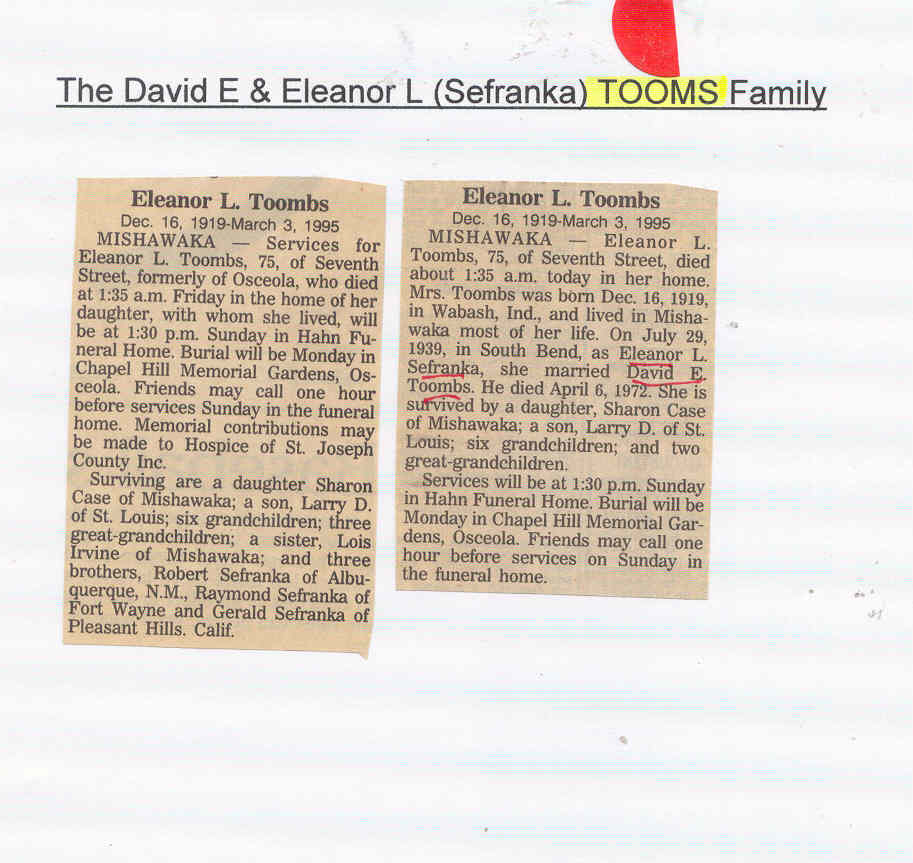 The David E & Eleanor L (Sefranka) TOOMS Family
Eleanor L. Toombs
Dec. 16, 1919-March 3, 1995
MISHAWAKA — Services for
Eleanor L. Toombs, 75, of Seventh
Street, formerly of Osceola, who died
at 1:35 a.m. Friday in the home of her
daughter, with whom she lived, will
be at 1:30 p.m. Sunday in Hahn Fu-
neral Home. Burial will be Monday in
Chapel Hill Memorial Gardens, Os-
ceola. Friends may call one hour
before services Sunday in the funeral
home. Memorial contributions may
be made to Hospice of St. Joseph
County Inc.
Surviving are a daughter Sharon
Case of Mishawaka; a son, Larry D.
of St. Louis; six grandchildren; three
great-grandchildren; a sister, Lois
Irvine of Mishawaka; and three
brothers, Robert Sefranka of Albu-
querque, N.M., Raymond Sefranka of
Fort Wayne and Gerald Sefranka of
Pleasant Hills. Calif.
Eleanor L. Toombs
Dec. 16, 1919-March 3, 1995
MISHAWAKA — Eleanor L.
Toombs, 75, of Seventh Street, died
about 1:35 a.m. today in her home.
Mrs. Toombs was born Dec. 16, 1919,
in Wabash, Ind., and lived in Misha-
waka most of her life. On July 29,
1939, in South Bend, as Eleanor L.
Sefranka, she married David E.
Toombs. He died April 6, 1972. She is
survived by a daughter, Sharon Case
of Mishawaka; a son, Larry D. of St.
Louis; six grandchildren; and two
great-grandchildren.
Services will be at 1:30 p.m. Sunday
in Hahn Funeral Home. Burial will be
Monday in Chapel Hill Memorial Gar-
dens, Osceola. Friends may call one
hour before services on Sunday in
the funeral home.